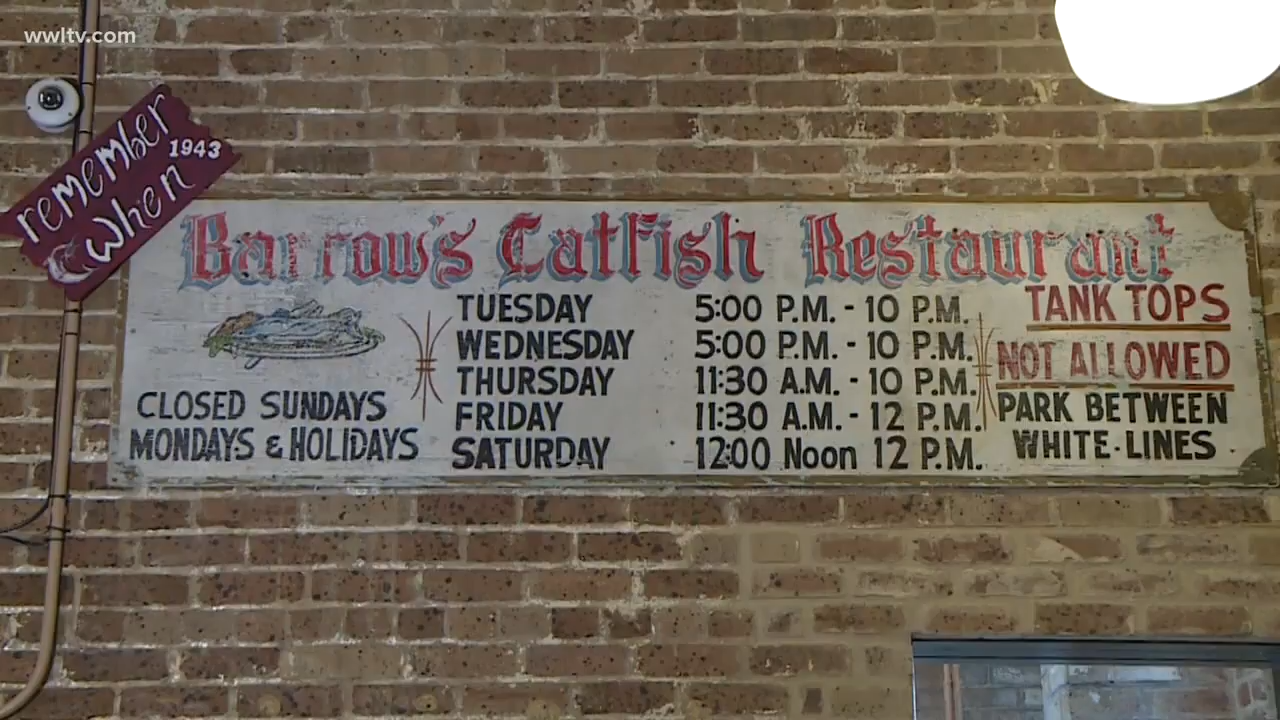 wwltv.com
remember
when 1943
Barrow's Catfish Restaurant
CLOSED SUNDAYS
MONDAYS & HOLIDAYS
TUESDAY 5:00 P.M. - 10 P.M.
WEDNESDAY 5:00 P.M. - 10 P.M.
THURSDAY 11:30 A.M. - 10 P.M.
FRIDAY 11:30 A.M. - 12 P.M.
SATURDAY 12:00 Noon 12 P.M.
TANK TOPS
NOT ALLOWED
PARK BETWEEN
WHITE-LINES